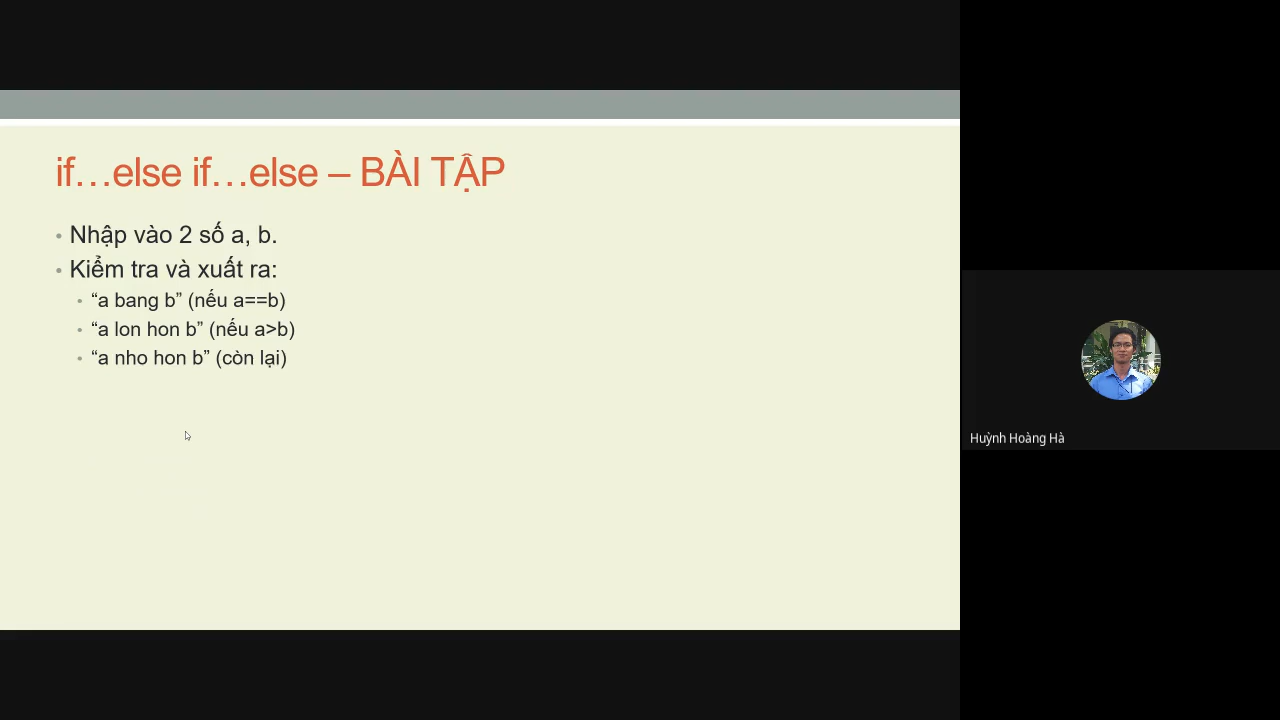 if…else if…else – BÀI TẬP
• Nhập vào 2 số a, b.
• Kiểm tra và xuất ra:
• “a bang b” (nếu a==b)
• “a lon hon b” (nếu a>b)
• “a nho hon b” (còn lại)
Huỳnh Hoàng Hà